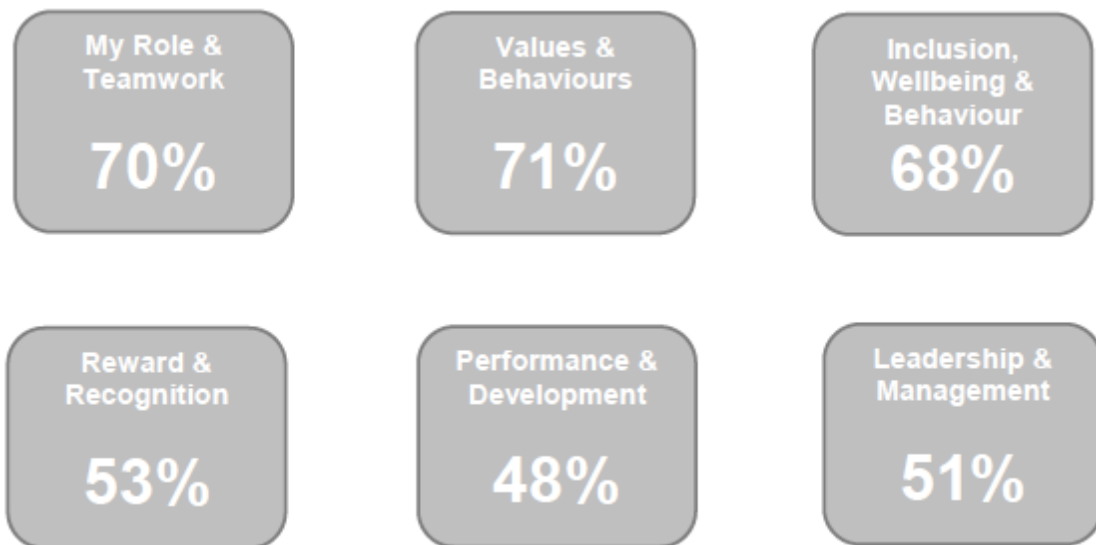 My Role &
Teamwork
70%
Values &
Behaviours
71%
Inclusion,
Wellbeing &
Behaviour
68%
Reward &
Recognition
53%
Performance &
Development
48%
Leadership &
Management
51%